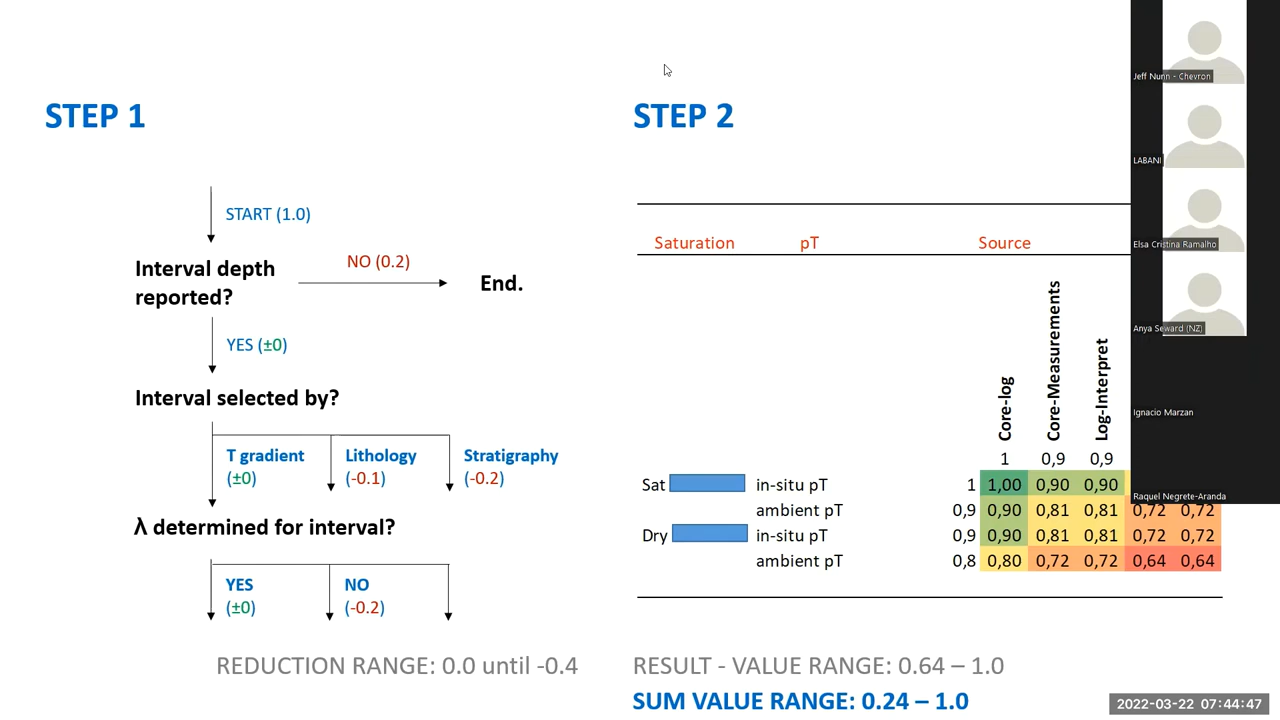 STEP 1
START (1.0)
Interval depth
reported?
NO (0.2)
End.
YES (±0)
Interval selected by?
T gradient
(±0)
Lithology
(-0.1)
Stratigraphy
(-0.2)
λ determined for interval?
YES
(±0)
NO
(-0.2)
REDUCTION RANGE: 0.0 until -0.4
STEP 2
Saturation pT Source
Core-log
Core-Measurements
Log-Interpret
1 0,9 0,9
Sat in-situ pT 1 1,00 0,90 0,90
ambient pT 0,9 0,90 0,81 0,81 0,72 0,72
Dry in-situ pT 0,9 0,90 0,81 0,81 0,72 0,72
ambient pT 0,8 0,80 0,72 0,72 0,64 0,64
RESULT - VALUE RANGE: 0.64 – 1.0
SUM VALUE RANGE: 0.24 – 1.0
Jeff Nunn - Chevron
LABANI
Elsa Cristina Ramalho
Anya Seward (NZ)
Ignacio Marzan
Raquel Negrete-Aranda
2022-03-22 07:44:47